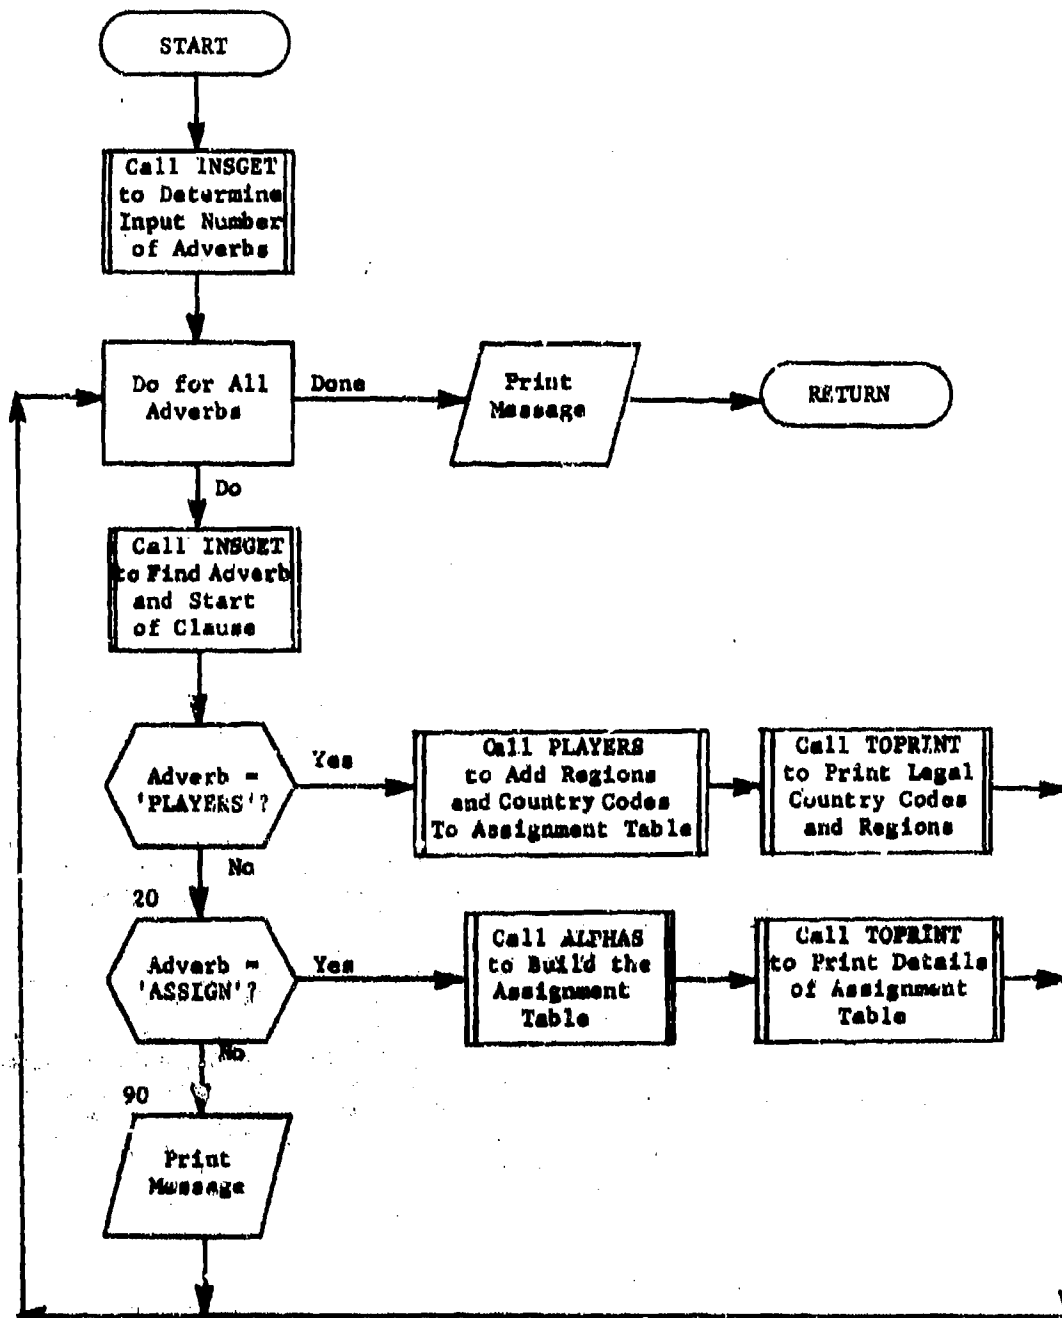 START
Call INSGET
to Determine
Input Number
of Adverbs
Do for All
Adverbs
Done
Print
Message
RETURN
Do
Call INSGET
to Find Adverb
and Start
of Clause
Adverb =
'PLAYERS'?
Yes
Call PLAYERS
to Add Regions
and Country Codes
To Assignment Table
Call TOPRINT
to Print Legal
Country Codes
and Regions
No
20
Adverb =
'ASSIGN'?
Yes
Call ALPHAS
to Build the
Assignment
Table
Call TOPRINT
to Print Details
of Assignment
Table
No
90
Print
Message